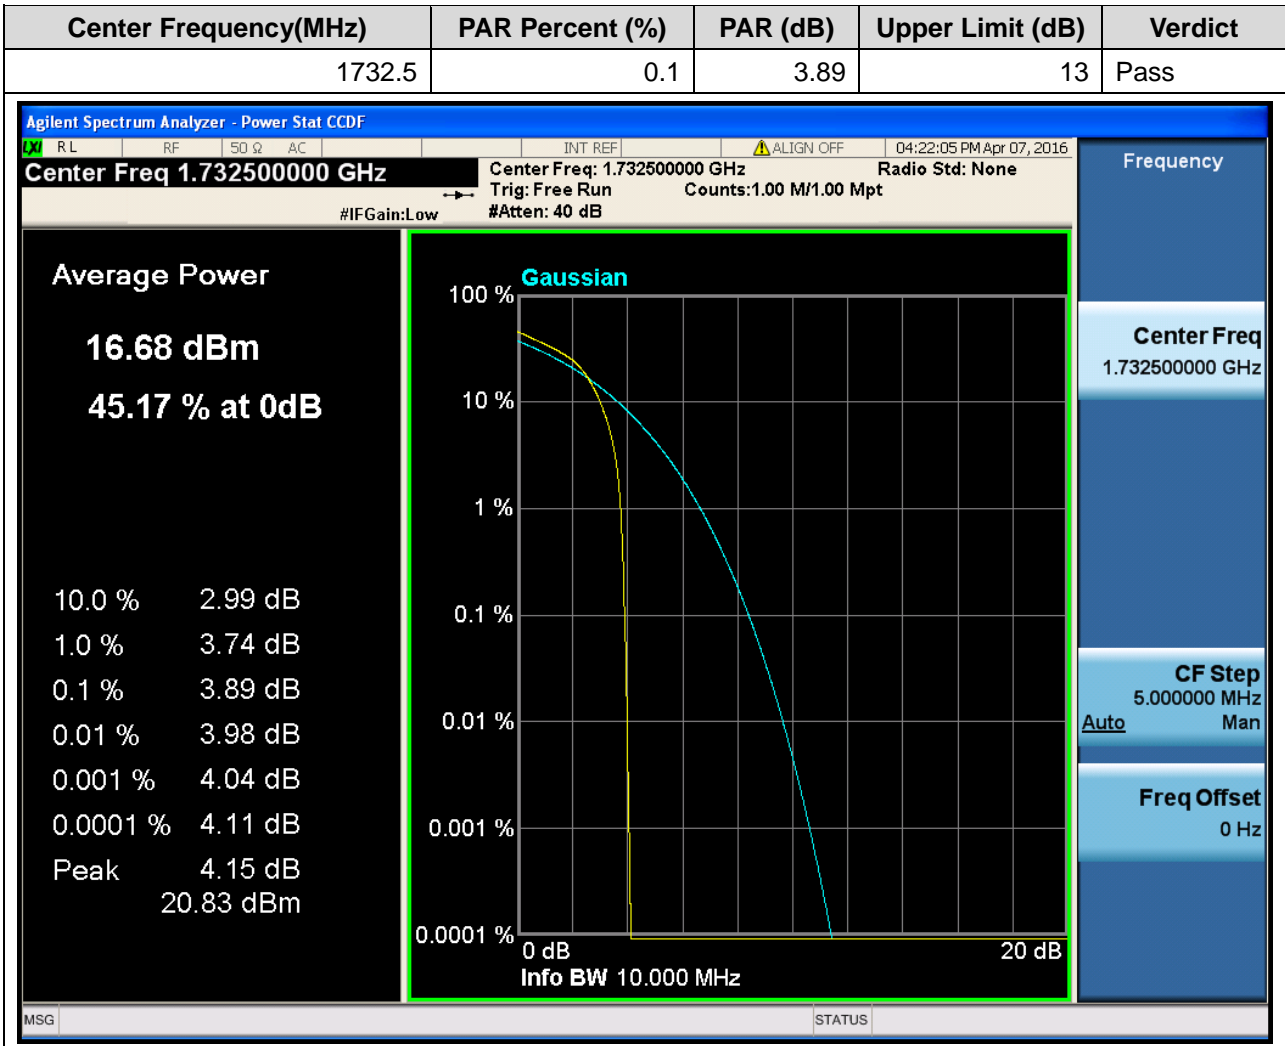 Center Frequency(MHz) PAR Percent (%) PAR (dB) Upper Limit (dB) Verdict
1732.5 0.1 3.89 13 Pass
Agilent Spectrum Analyzer - Power Stat CCDF
LXI RL RF 50 Ω AC INT REF ALIGN OFF 04:22:05 PM Apr 07, 2016
Center Freq 1.732500000 GHz
Center Freq: 1.732500000 GHz Radio Std: None
Trig: Free Run Counts:1.00 M/1.00 Mpt
#IFGain:Low #Atten: 40 dB
Frequency
Average Power
16.68 dBm
45.17 % at 0dB
10.0 % 2.99 dB
1.0 % 3.74 dB
0.1 % 3.89 dB
0.01 % 3.98 dB
0.001 % 4.04 dB
0.0001 % 4.11 dB
Peak 4.15 dB
20.83 dBm
Gaussian
100 %
10 %
1 %
0.1 %
0.01 %
0.001 %
0.0001 %
0 dB 20 dB
Info BW 10.000 MHz
Center Freq
1.732500000 GHz
CF Step
5.000000 MHz
Auto Man
Freq Offset
0 Hz
MSG STATUS